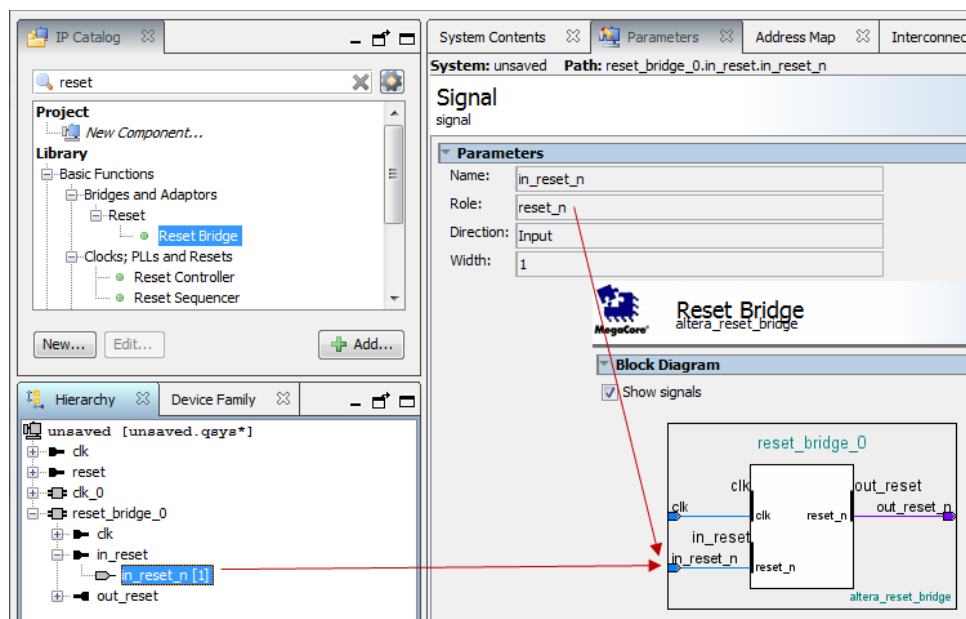 IP Catalog
reset
Project
New Component...
Library
Basic Functions
Bridges and Adaptors
Reset
Reset Bridge
Clocks; PLLs and Resets
Reset Controller
Reset Sequencer
New... Edit... Add...
Hierarchy Device Family
unsaved [unsaved.qsys*]
clk
reset
clk_0
reset_bridge_0
clk
in_reset
in_reset_n [1]
out_reset
System Contents Parameters Address Map Interconnec
System: unsaved Path: reset_bridge_0.in_reset.in_reset_n
Signal
signal
Parameters
Name: in_reset_n
Role: reset_n
Direction: Input
Width: 1
MegaCore®
Reset Bridge
altera_reset_bridge
Block Diagram
Show signals
reset_bridge_0
clk out_reset
clk clk reset_n out_reset_n
in_reset
in_reset_n reset_n
altera_reset_bridge